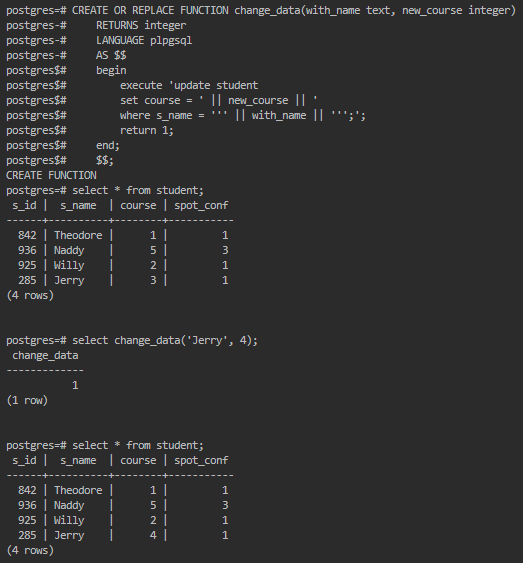 postgres=# CREATE OR REPLACE FUNCTION change_data(with_name text, new_course integer)
postgres-#     RETURNS integer
postgres-#     LANGUAGE plpgsql
postgres-#     AS $$
postgres$#     begin
postgres$#         execute 'update student
postgres$#         set course = ' || new_course || '
postgres$#         where s_name = ''' || with_name || ''';';
postgres$#         return 1;
postgres$#     end;
postgres$#     $$;
CREATE FUNCTION
postgres=# select * from student;
 s_id |  s_name  | course | spot_conf
------+----------+--------+-----------
  842 | Theodore |      1 |         1
  936 | Naddy    |      5 |         3
  925 | Willy    |      2 |         1
  285 | Jerry    |      3 |         1
(4 rows)
postgres=# select change_data('Jerry', 4);
 change_data
-------------
           1
(1 row)
postgres=# select * from student;
 s_id |  s_name  | course | spot_conf
------+----------+--------+-----------
  842 | Theodore |      1 |         1
  936 | Naddy    |      5 |         3
  925 | Willy    |      2 |         1
  285 | Jerry    |      4 |         1
(4 rows)